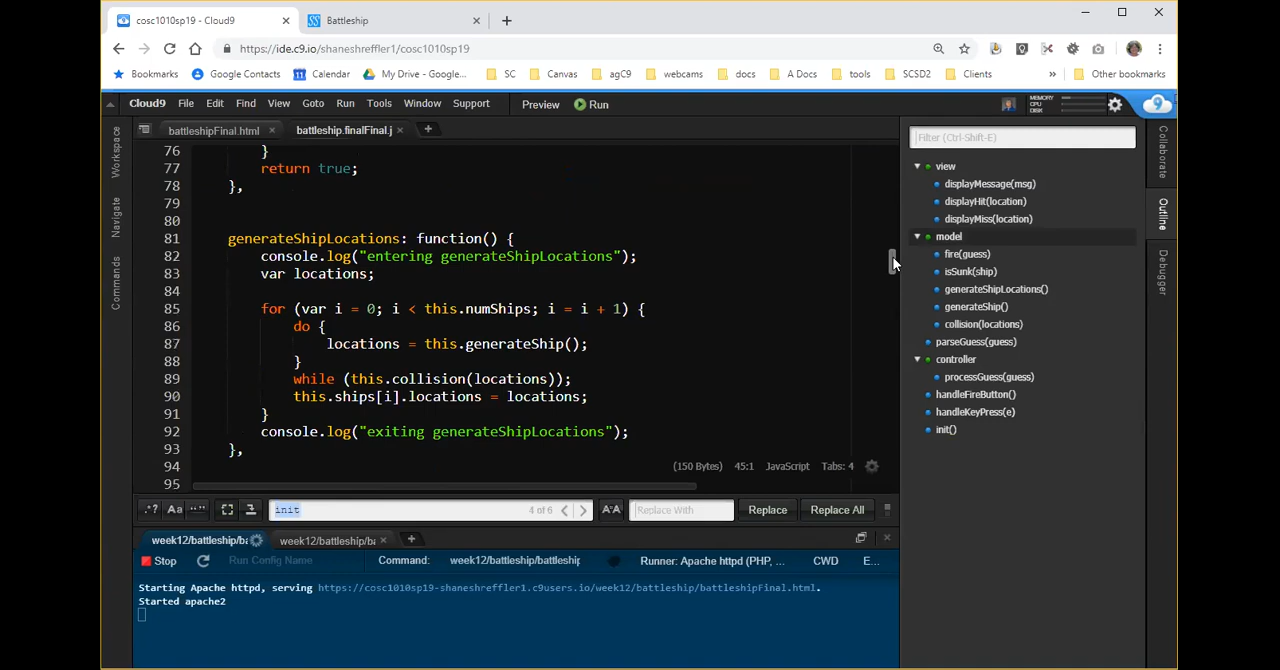 cosc1010sp19 - Cloud9
Battleship
https://ide.c9.io/shaneshreffler1/cosc1010sp19
Bookmarks Google Contacts Calendar My Drive - Google... SC Canvas agC9 webcams docs A Docs tools SCSD2 Clients » Other bookmarks
Cloud9 File Edit Find View Goto Run Tools Window Support Preview Run MEMORY CPU DISK
battleshipFinal.html battleship.finalFinal.j
Workspace
Navigate
Commands
76 }
77 return true;
78 },
79
80
81 generateShipLocations: function() {
82 console.log("entering generateShipLocations");
83 var locations;
84
85 for (var i = 0; i < this.numShips; i = i + 1) {
86 do {
87 locations = this.generateShip();
88 }
89 while (this.collision(locations));
90 this.ships[i].locations = locations;
91 }
92 console.log("exiting generateShipLocations");
93 },
94
95
(150 Bytes) 45:1 JavaScript Tabs: 4
Filter (Ctrl-Shift-E)
view
displayMessage(msg)
displayHit(location)
displayMiss(location)
model
fire(guess)
isSunk(ship)
generateShipLocations()
generateShip()
collision(locations)
parseGuess(guess)
controller
processGuess(guess)
handleFireButton()
handleKeyPress(e)
init()
Collaborate
Outline
Debugger
.* ? Aa init 4 of 6 Replace With Replace Replace All
week12/battleship/ba week12/battleship/ba
Stop Run Config Name Command: week12/battleship/battleship Runner: Apache httpd (PHP, ... CWD E...
Starting Apache httpd, serving https://cosc1010sp19-shaneshreffler1.c9users.io/week12/battleship/battleshipFinal.html.
Started apache2